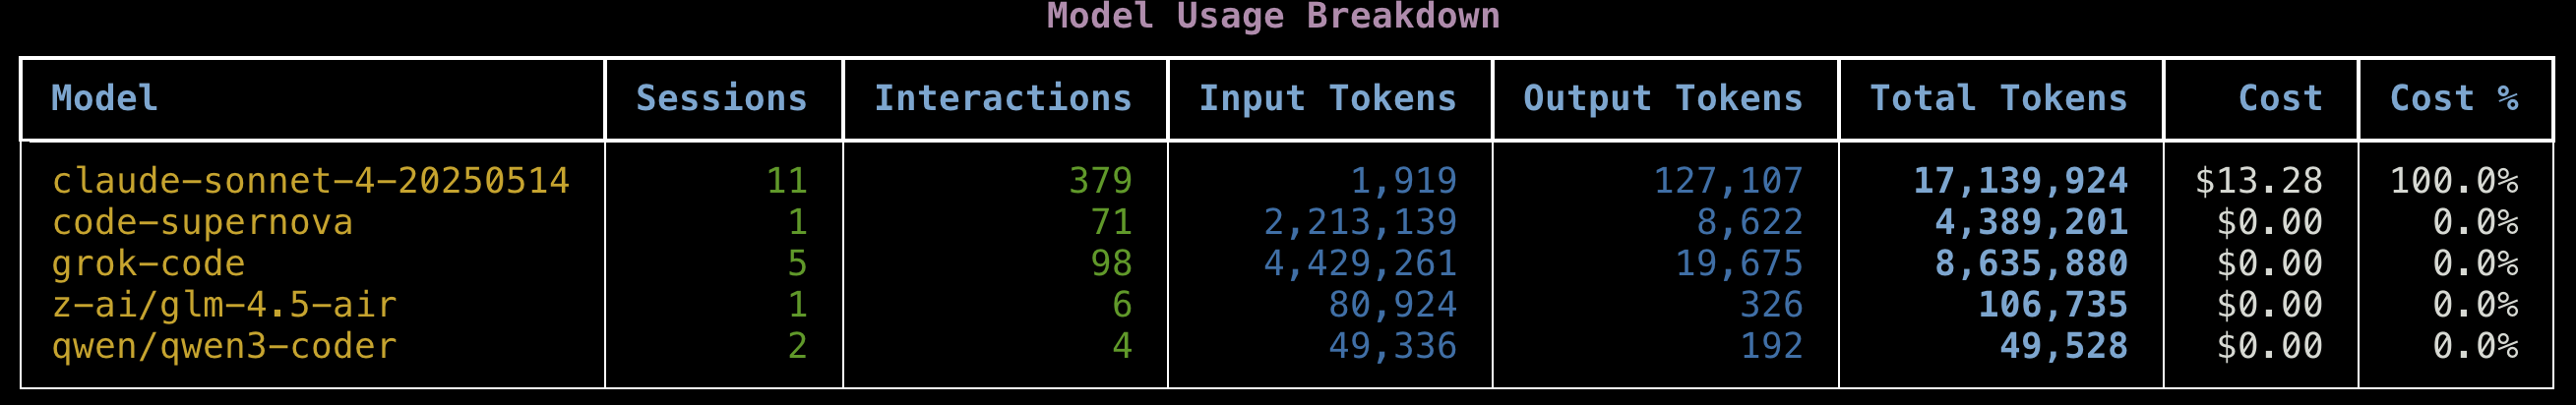 Model Usage Breakdown
Model Sessions Interactions Input Tokens Output Tokens Total Tokens Cost Cost %
claude-sonnet-4-20250514 11 379 1,919 127,107 17,139,924 $13.28 100.0%
code-supernova 1 71 2,213,139 8,622 4,389,201 $0.00 0.0%
grok-code 5 98 4,429,261 19,675 8,635,880 $0.00 0.0%
z-ai/glm-4.5-air 1 6 80,924 326 106,735 $0.00 0.0%
qwen/qwen3-coder 2 4 49,336 192 49,528 $0.00 0.0%